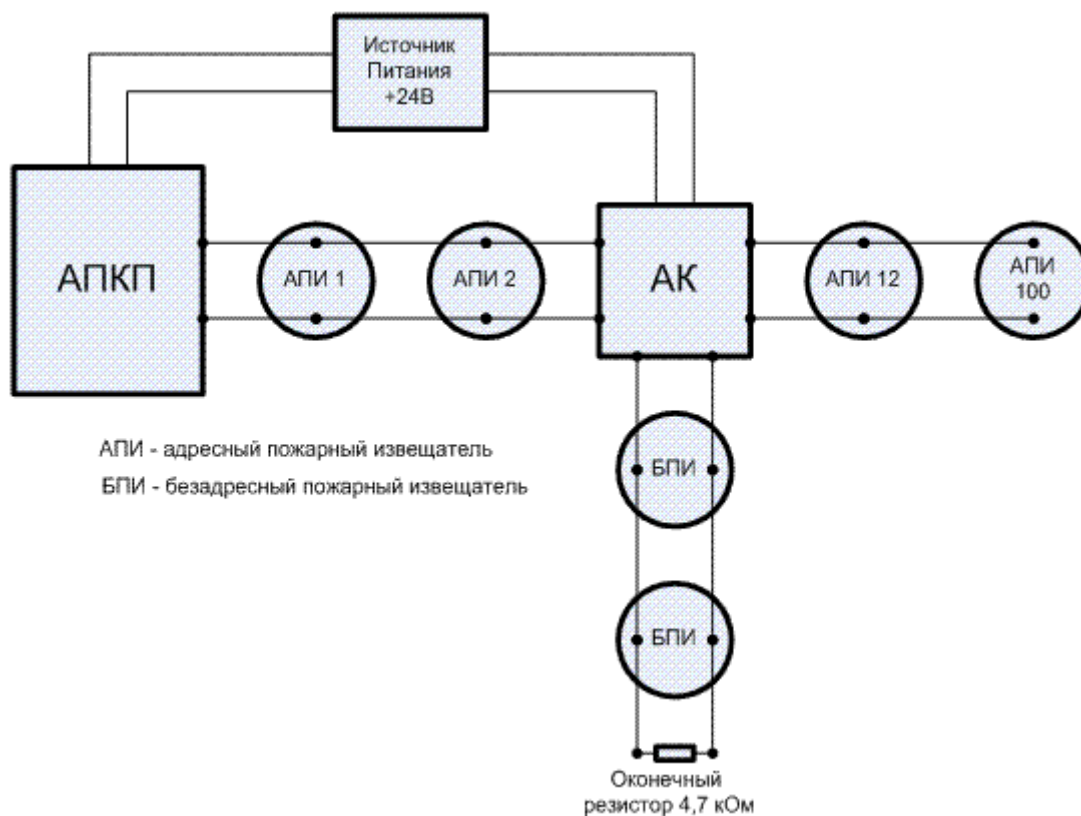 Источник
Питания
+24В
АПКП
АПИ 1
АПИ 2
АК
АПИ 12
АПИ
100
АПИ - адресный пожарный извещатель
БПИ - безадресный пожарный извещатель
БПИ
БПИ
Оконечный
резистор 4,7 кОм